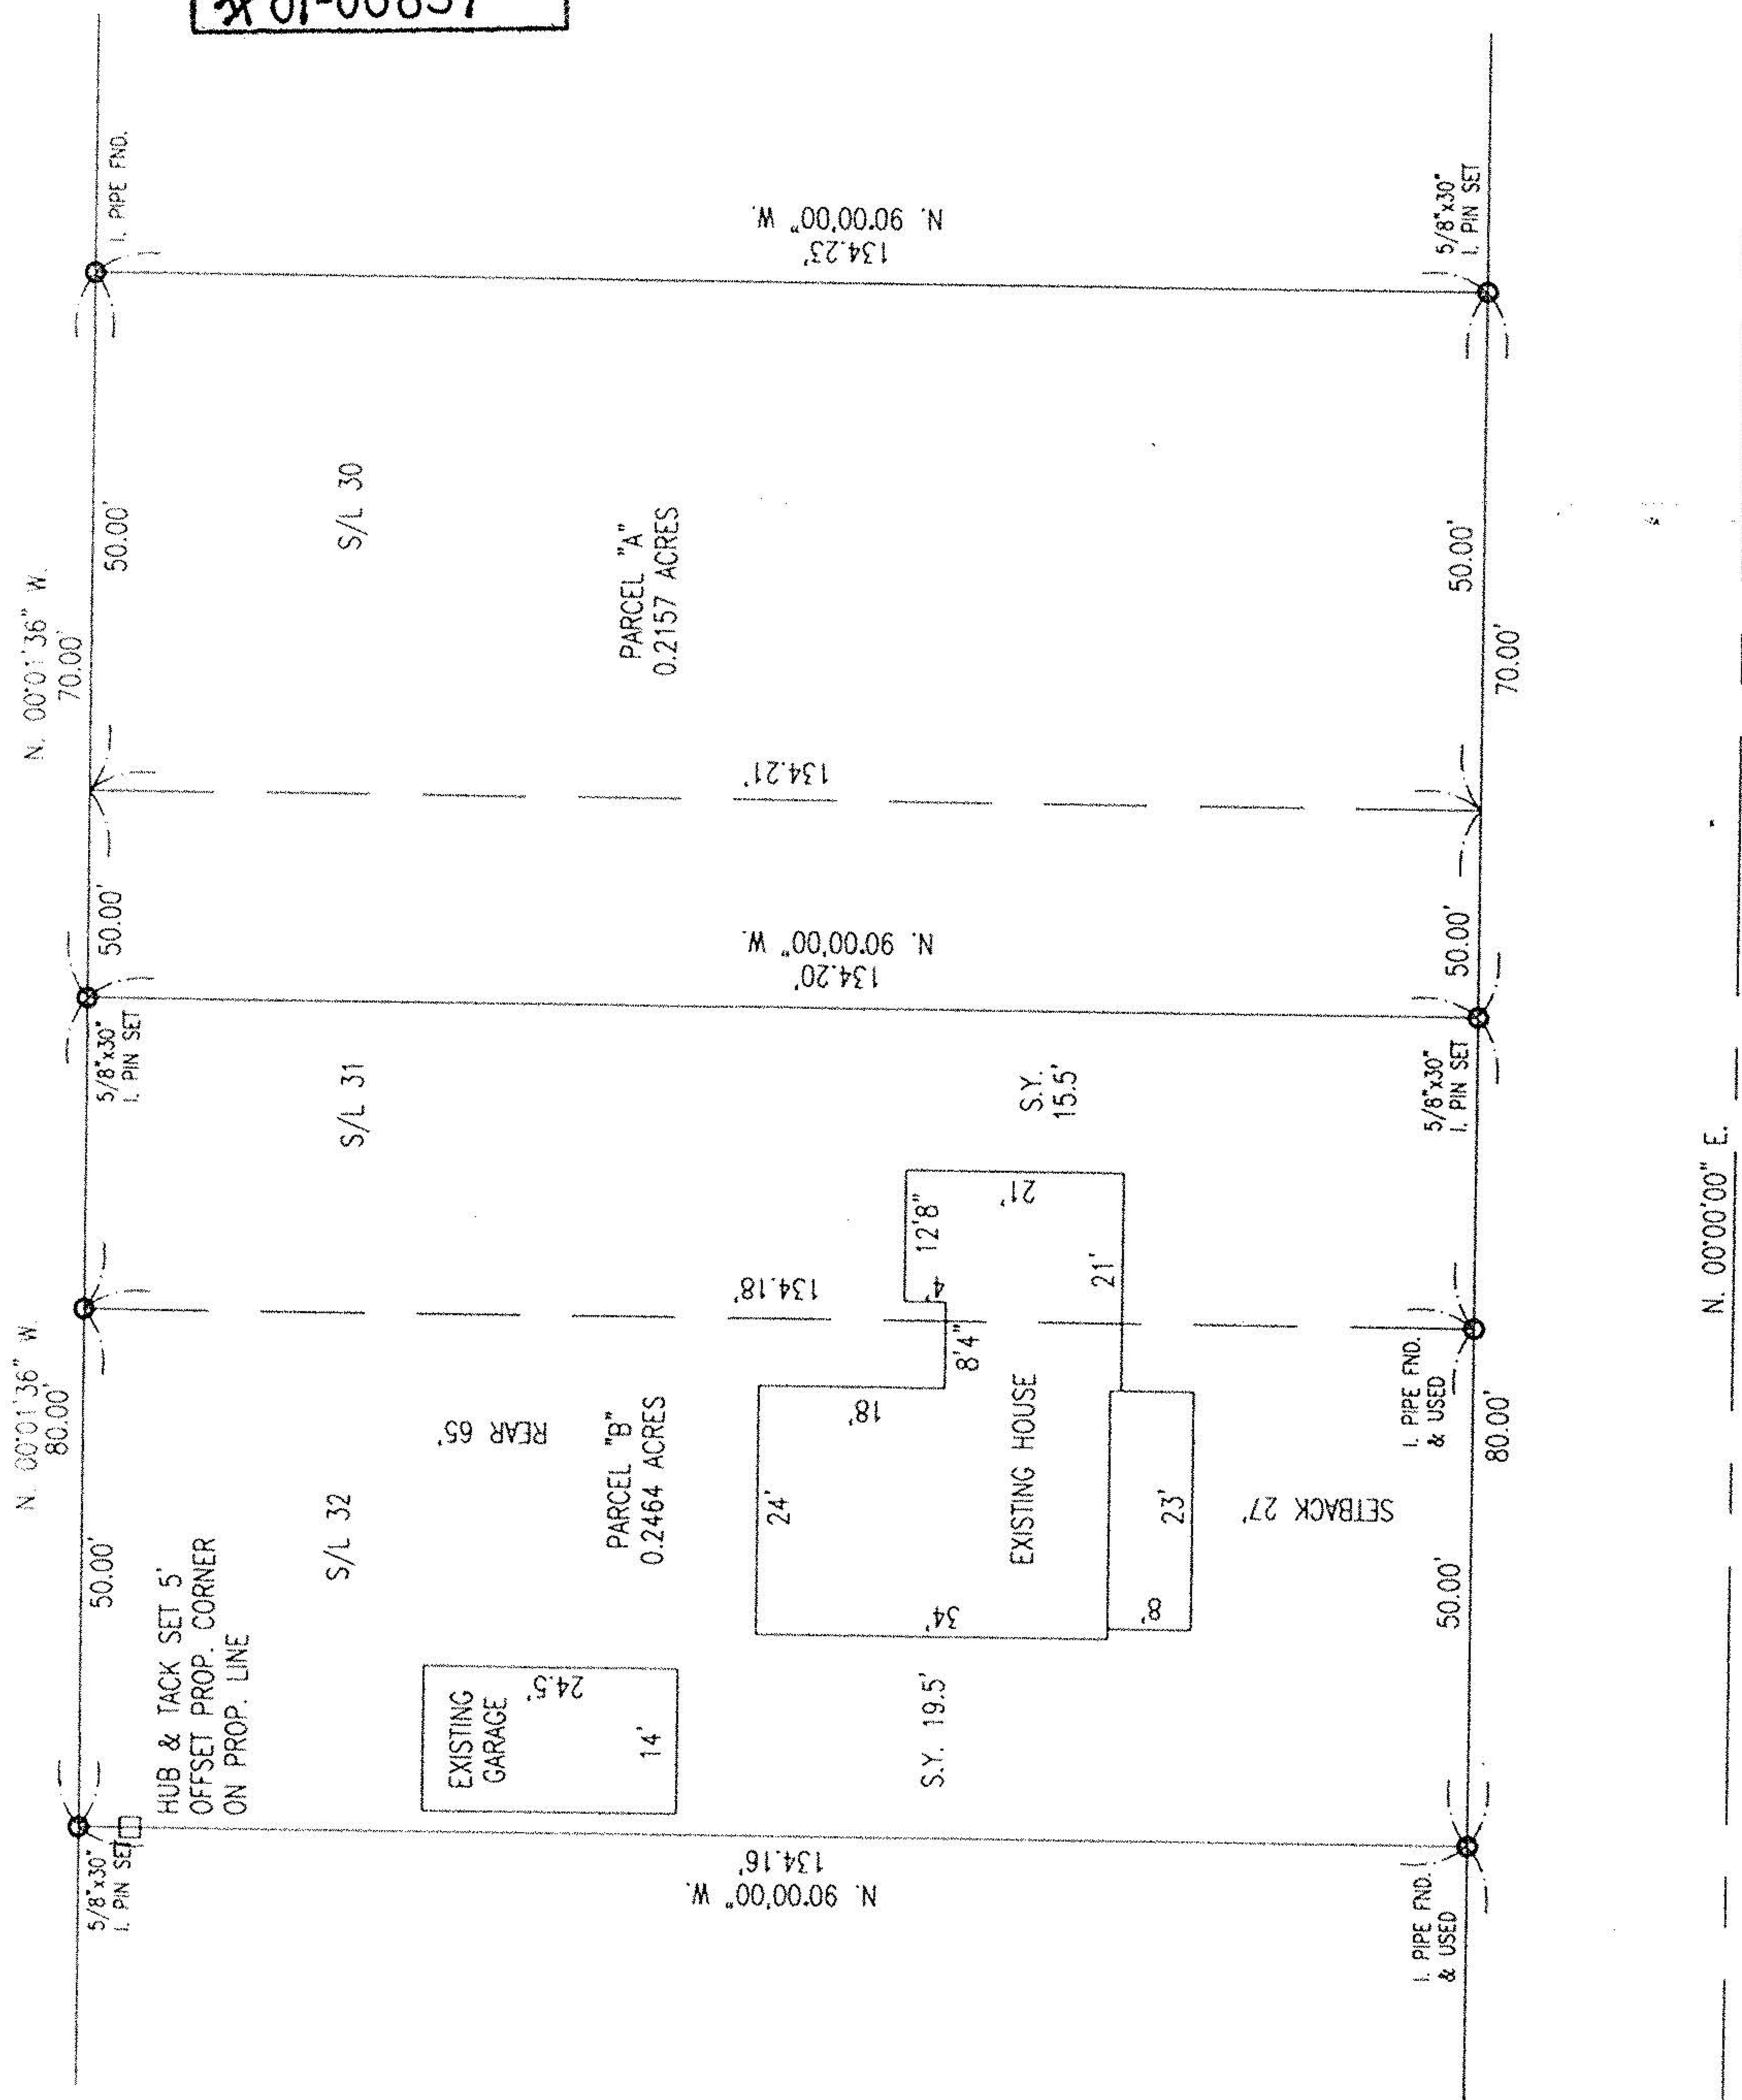 N. 00°01'36" W.
80.00'
N. 00°01'36" W.
70.00'
50.00'
50.00'
50.00'
5/8"x30"
I. PIN SET
HUB & TACK SET 5'
OFFSET PROP. CORNER
ON PROP. LINE
5/8"x30"
I. PIN SET
I. PIPE FND.
S/L 32
S/L 31
S/L 30
EXISTING
GARAGE
24.5'
14'
REAR 65'
PARCEL "B"
0.2464 ACRES
PARCEL "A"
0.2157 ACRES
N. 90°00'00" W.
134.16'
134.18'
N. 90°00'00" W.
134.20'
134.21'
N. 90°00'00" W.
134.23'
24'
18'
8'4"
4'
12'8"
21'
21'
34'
EXISTING HOUSE
8'
23'
S.Y. 19.5'
S.Y.
15.5'
SETBACK 27'
I. PIPE FND.
& USED
50.00'
I. PIPE FND.
& USED
80.00'
5/8"x30"
I. PIN SET
50.00'
50.00'
70.00'
5/8"x30"
I. PIN SET
N. 00°00'00" E.